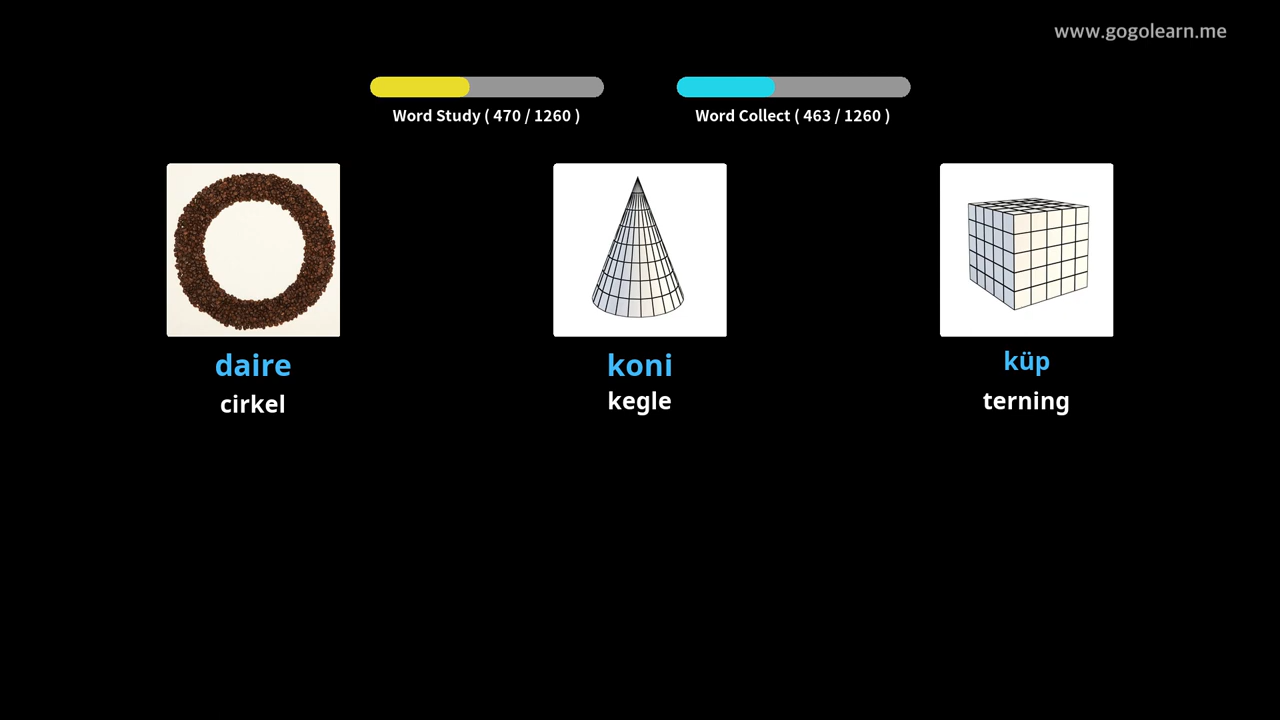 www.gogolearn.me
Word Study ( 470 / 1260 )
Word Collect ( 463 / 1260 )
daire
cirkel
koni
kegle
küp
terning